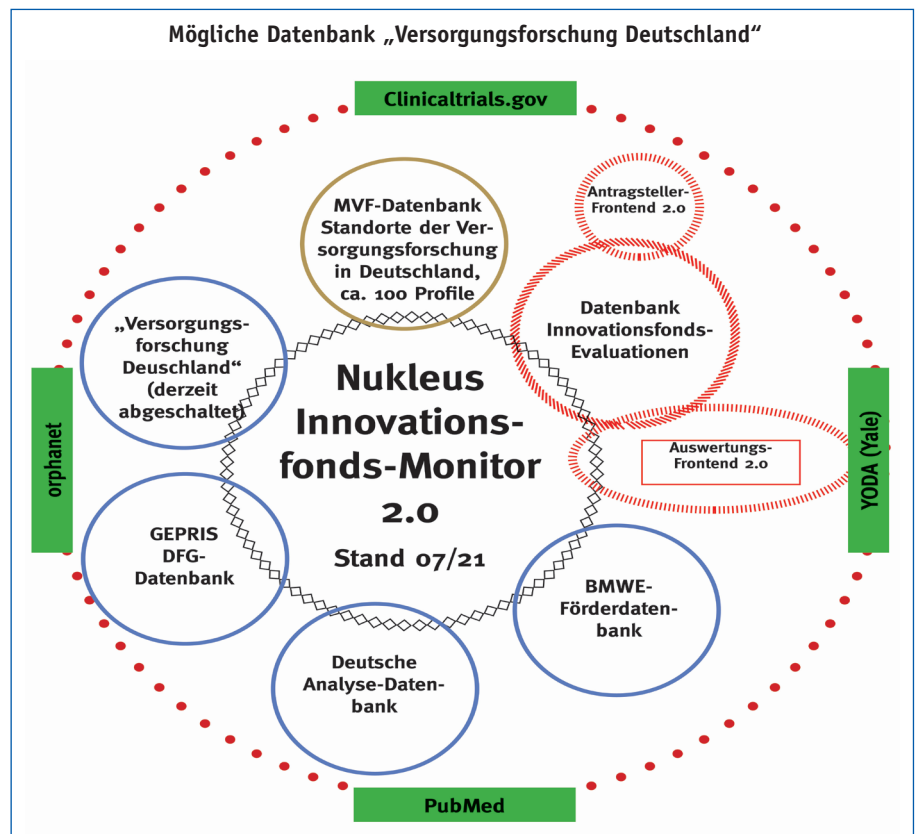 Mögliche Datenbank „Versorgungsforschung Deutschland“
Clinicaltrials.gov
Antragsteller-
Frontend 2.0
MVF-Datenbank
Standorte der Ver-
sorgungsforschung
in Deutschland,
ca. 100 Profile
Datenbank
Innovationsfonds-
Evaluationen
„Versorgungs-
forschung
Deuschland“
(derzeit
abgeschaltet)
Nukleus
Innovations-
fonds-Monitor
2.0
Stand 07/21
Auswertungs-
Frontend 2.0
orphanet
YODA (Yale)
GEPRIS
DFG-
Datenbank
BMWE-
Förderdaten-
bank
Deutsche
Analyse-Daten-
bank
PubMed